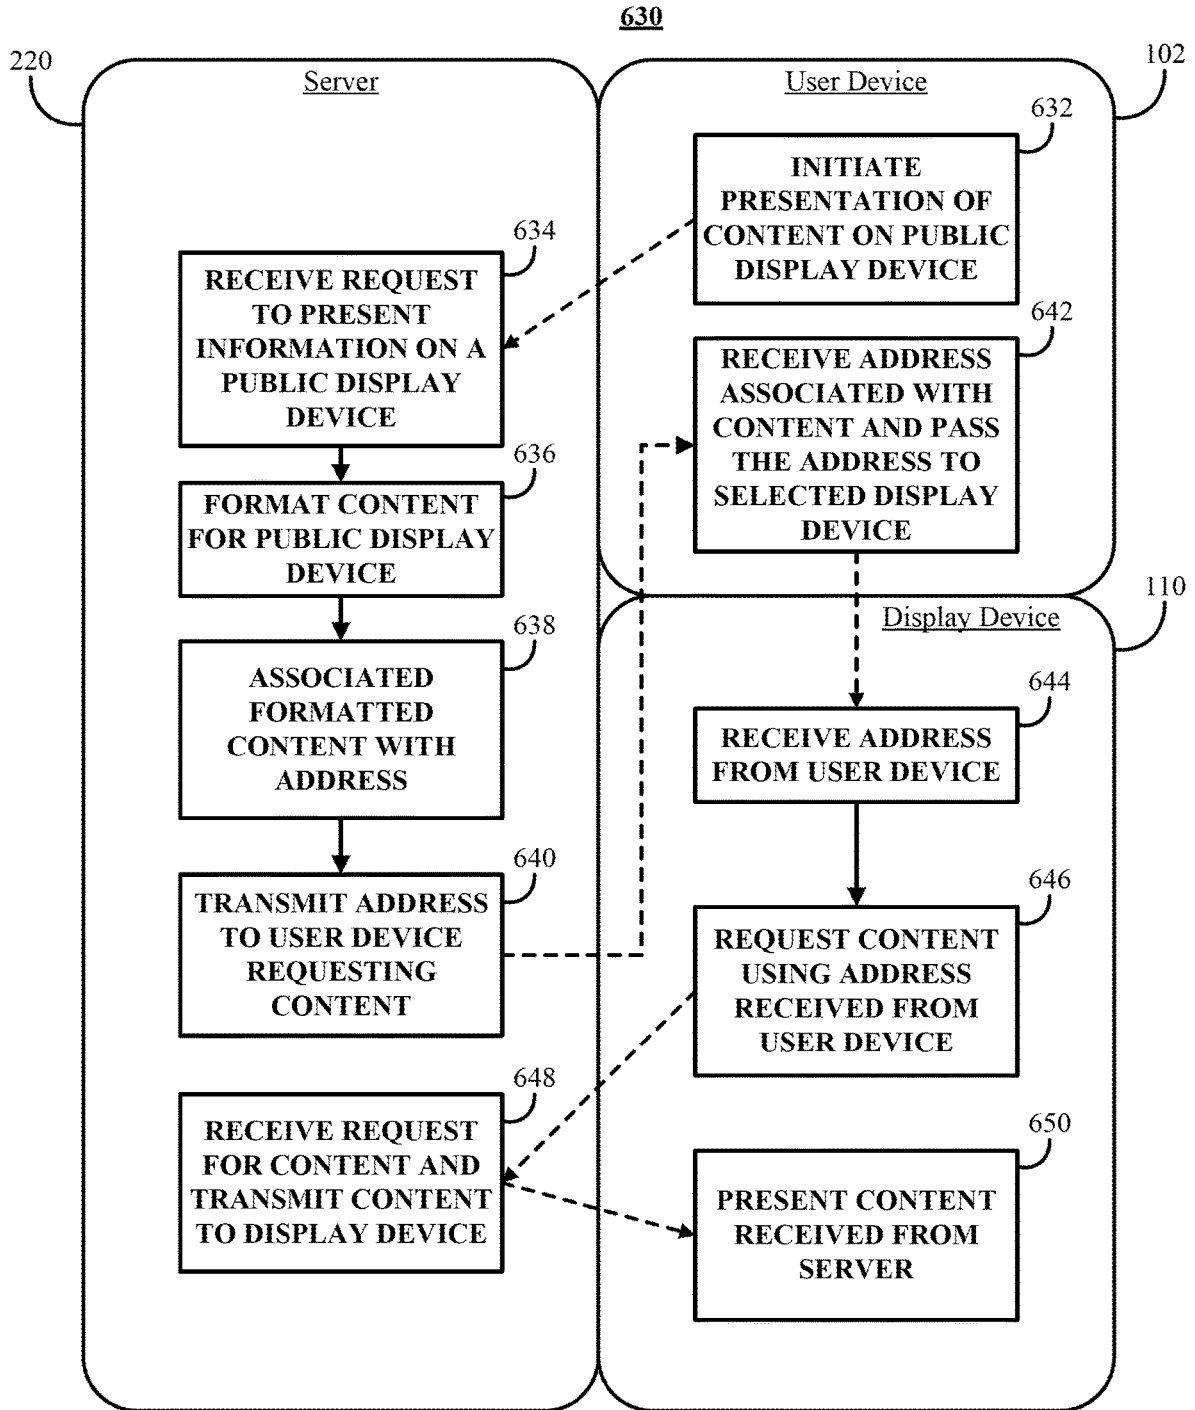 630
220
Server
User Device
102
632
INITIATE
PRESENTATION OF
CONTENT ON PUBLIC
DISPLAY DEVICE
634
RECEIVE REQUEST
TO PRESENT
INFORMATION ON A
PUBLIC DISPLAY
DEVICE
642
RECEIVE ADDRESS
ASSOCIATED WITH
CONTENT AND PASS
THE ADDRESS TO
SELECTED DISPLAY
DEVICE
636
FORMAT CONTENT
FOR PUBLIC DISPLAY
DEVICE
110
Display Device
638
ASSOCIATED
FORMATTED
CONTENT WITH
ADDRESS
644
RECEIVE ADDRESS
FROM USER DEVICE
640
TRANSMIT ADDRESS
TO USER DEVICE
REQUESTING
CONTENT
646
REQUEST CONTENT
USING ADDRESS
RECEIVED FROM
USER DEVICE
648
RECEIVE REQUEST
FOR CONTENT AND
TRANSMIT CONTENT
TO DISPLAY DEVICE
650
PRESENT CONTENT
RECEIVED FROM
SERVER